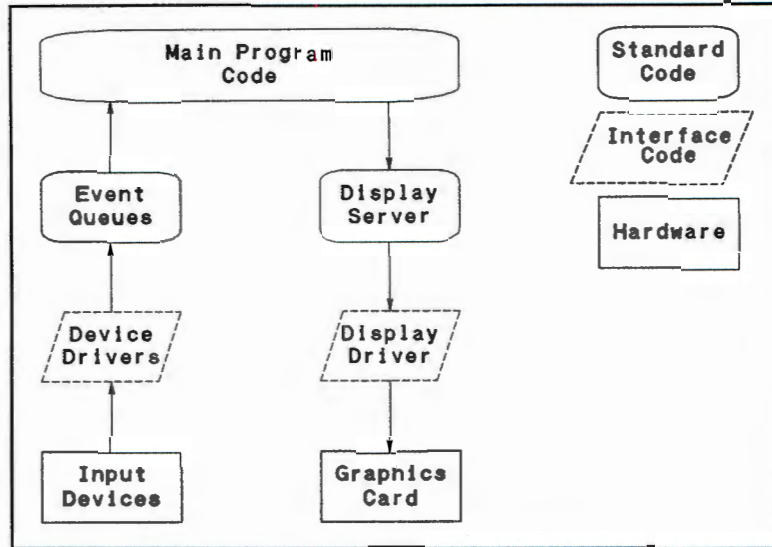 Main Program
Code
Event
Queues
Display
Server
Device
Drivers
Display
Driver
Input
Devices
Graphics
Card
Standard
Code
Interface
Code
Hardware